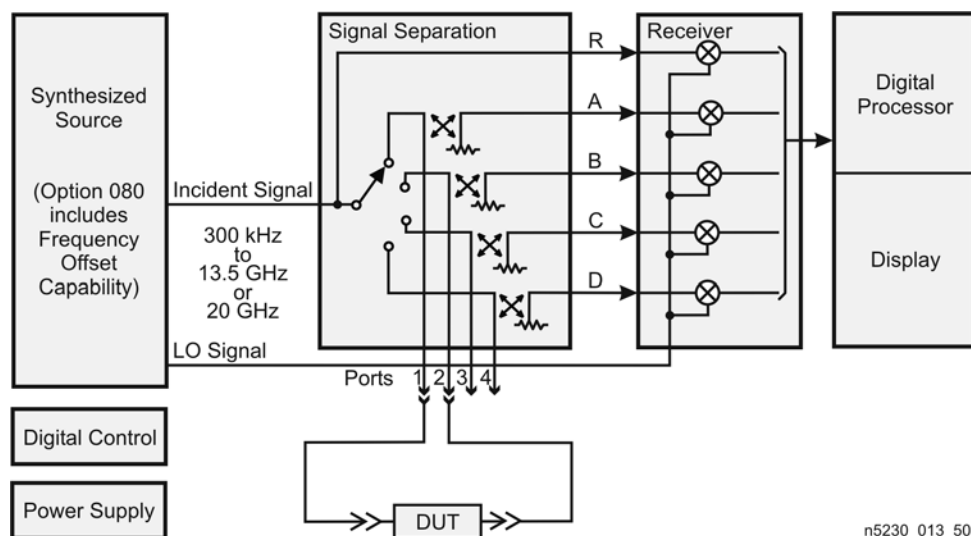 Synthesized
Source
(Option 080
includes
Frequency
Offset
Capability)
Incident Signal
300 kHz
to
13.5 GHz
or
20 GHz
LO Signal
Signal Separation
R
A
B
C
D
Receiver
Digital
Processor
Display
Ports 1 2 3 4
Digital Control
Power Supply
DUT
n5230_013_50